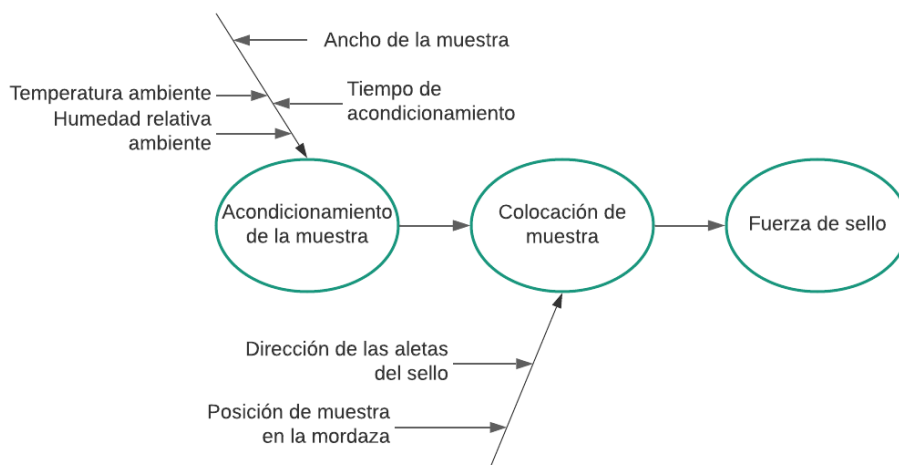 Ancho de la muestra
Temperatura ambiente
Tiempo de
acondicionamiento
Humedad relativa
ambiente
Acondicionamiento
de la muestra
Colocación de
muestra
Fuerza de sello
Dirección de las aletas
del sello
Posición de muestra
en la mordaza